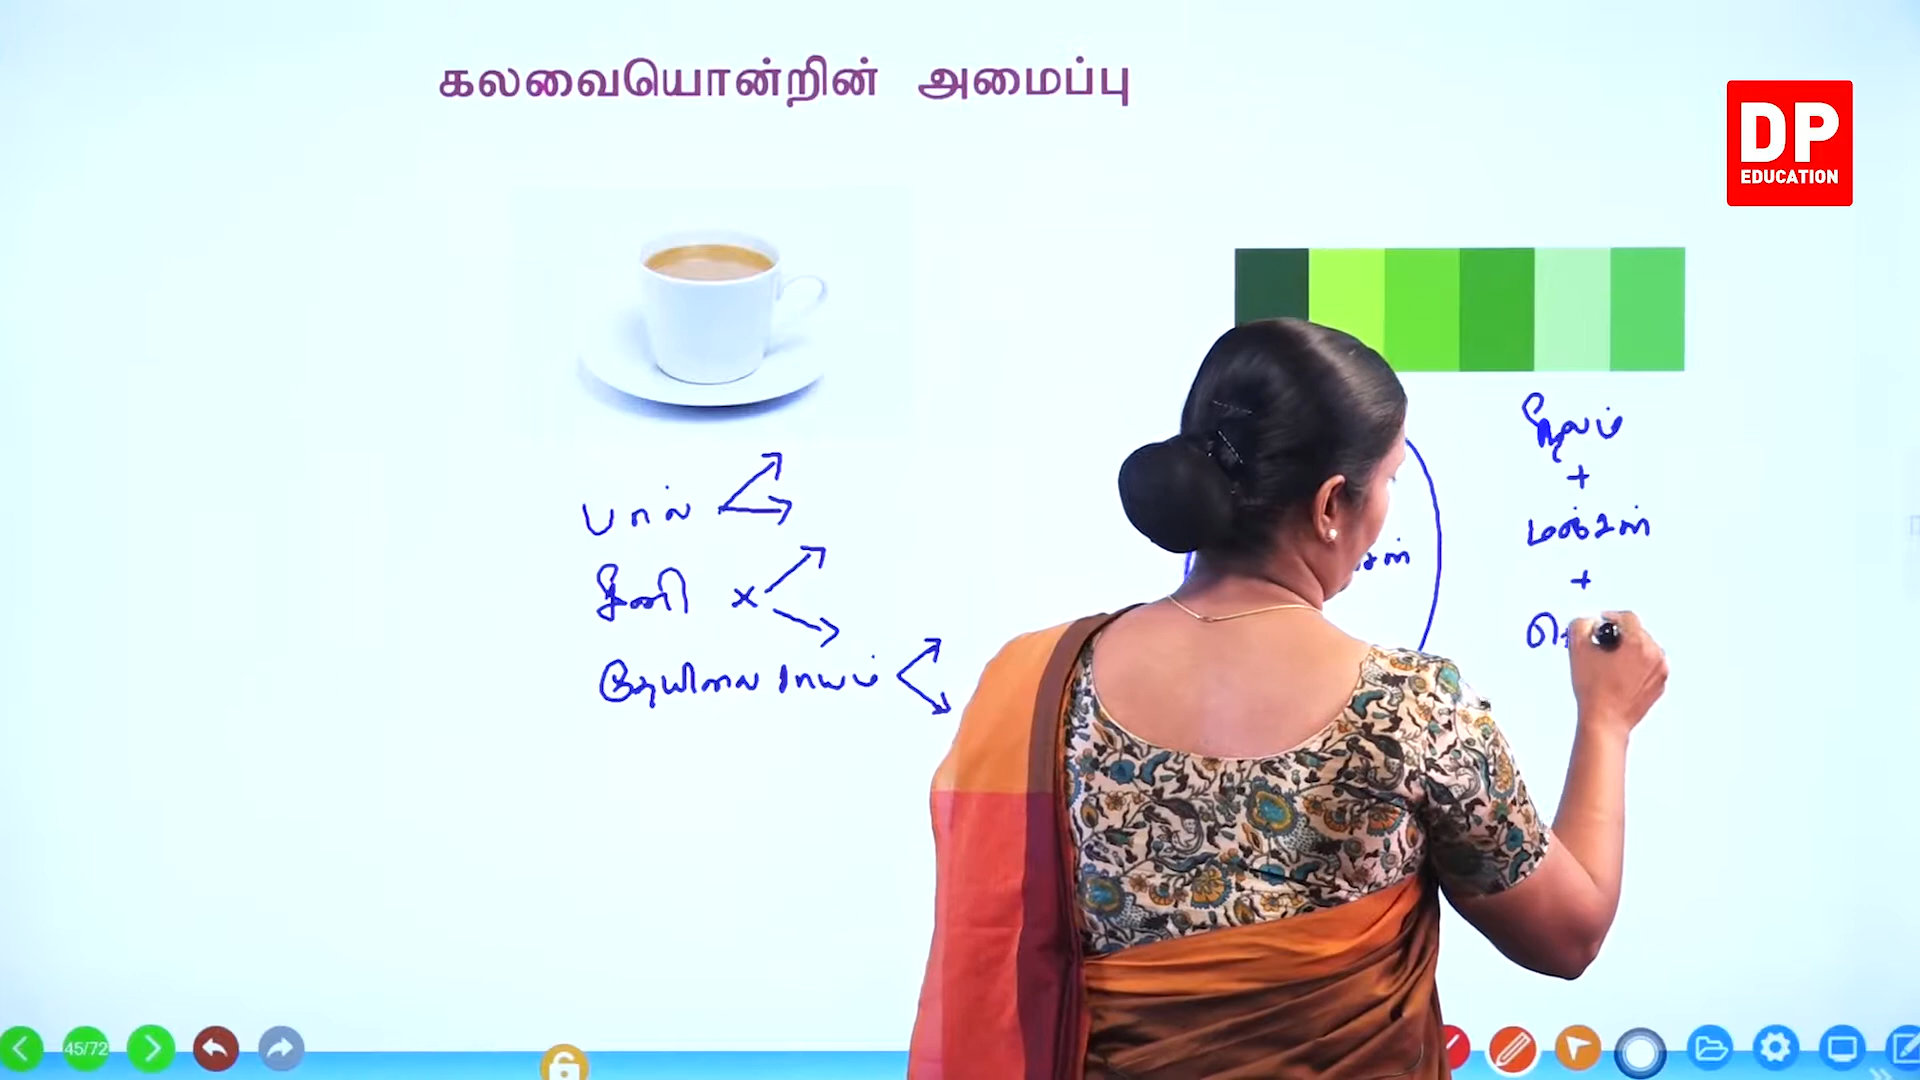 கலவையொன்றின் அமைப்பு
DP
EDUCATION
பால்
சீனி x
தேயிலை சாயம்
நீலம்
+
மஞ்சள்
+
45/72